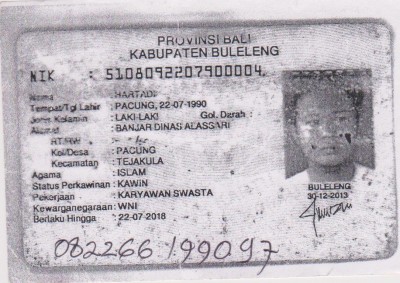 PROVINSI BALI
KABUPATEN BULELENG
NIK : 5108092207900004
Nama : HARTADI
Tempat/Tgl Lahir : PACUNG, 22-07-1990
Jenis Kelamin : LAKI-LAKI Gol. Darah :
Alamat : BANJAR DINAS ALASSARI
RT/RW :
Kel/Desa : PACUNG
Kecamatan : TEJAKULA
Agama : ISLAM
Status Perkawinan : KAWIN
Pekerjaan : KARYAWAN SWASTA
Kewarganegaraan : WNI
Berlaku Hingga : 22-07-2018
BULELENG
30-12-2013
082266199097